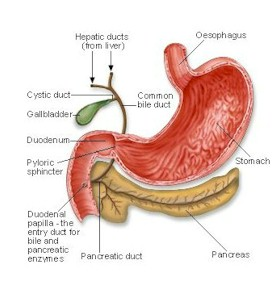 Hepatic ducts
(from liver)
Oesophagus
Cystic duct
Common
bile duct
Gallbladder
Duodenum
Pyloric
sphincter
Stomach
Duodenal
papilla - the
entry duct for
bile and
pancreatic
enzymes
Pancreatic duct
Pancreas